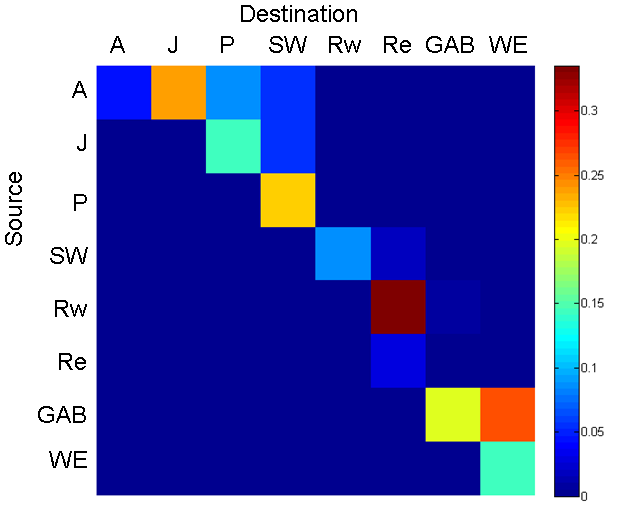 Destination
A J P SW Rw Re GAB WE
Source
A
J
P
SW
Rw
Re
GAB
WE
0.3
0.25
0.2
0.15
0.1
0.05
0